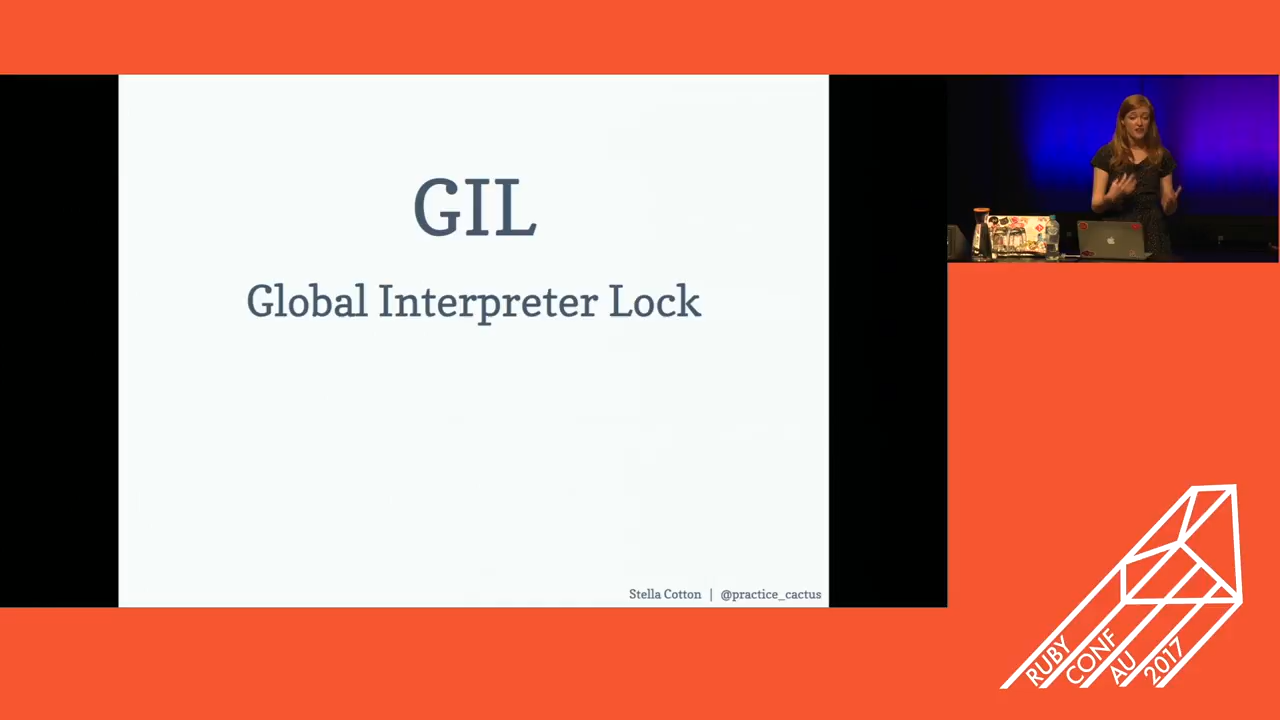 GIL
Global Interpreter Lock
Stella Cotton | @practice_cactus
RUBY
CONF
AU
2017